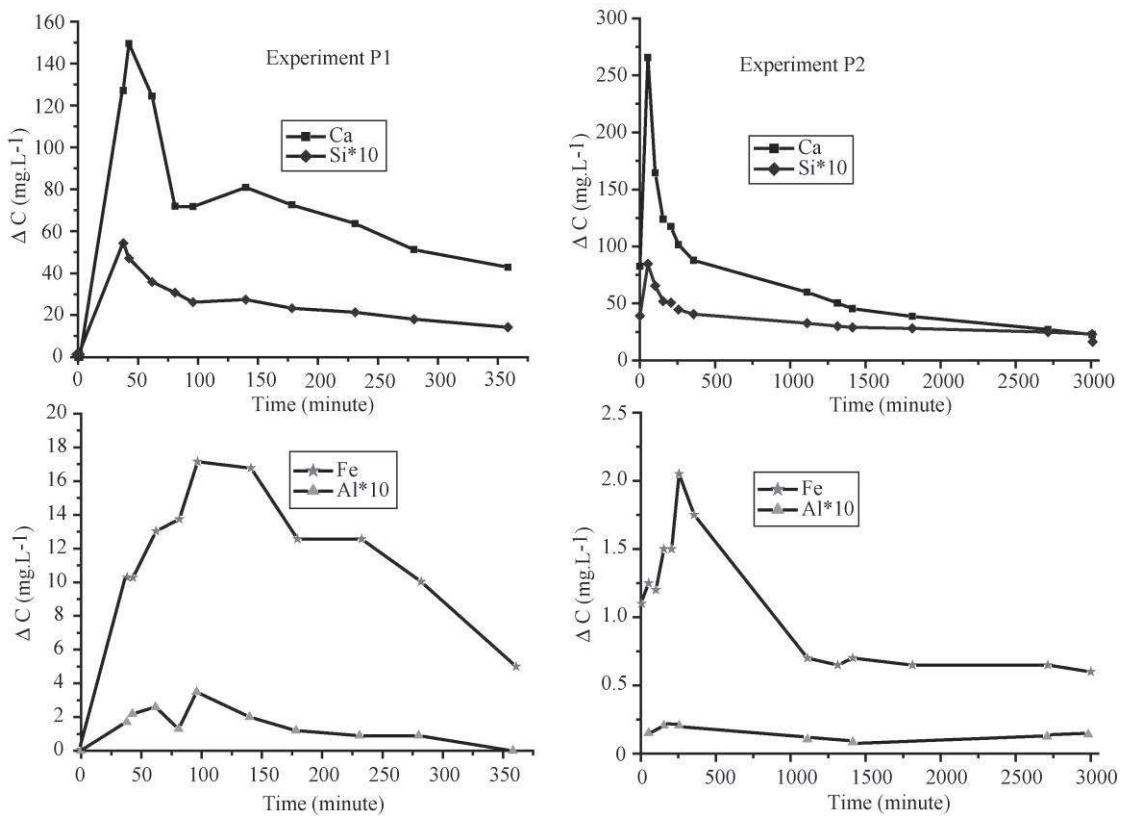 Experiment P1
Ca
Si*10
Δ C (mg.L-1)
160
140
120
100
80
60
40
20
0
0 50 100 150 200 250 300 350
Time (minute)
Experiment P2
Ca
Si*10
Δ C (mg.L-1)
300
250
200
150
100
50
0
0 500 1000 1500 2000 2500 3000
Time (minute)
Fe
Al*10
Δ C (mg.L-1)
20
18
16
14
12
10
8
6
4
2
0
0 50 100 150 200 250 300 350
Time (minute)
Fe
Al*10
Δ C (mg.L-1)
2.5
2.0
1.5
1.0
0.5
0
0 500 1000 1500 2000 2500 3000
Time (minute)